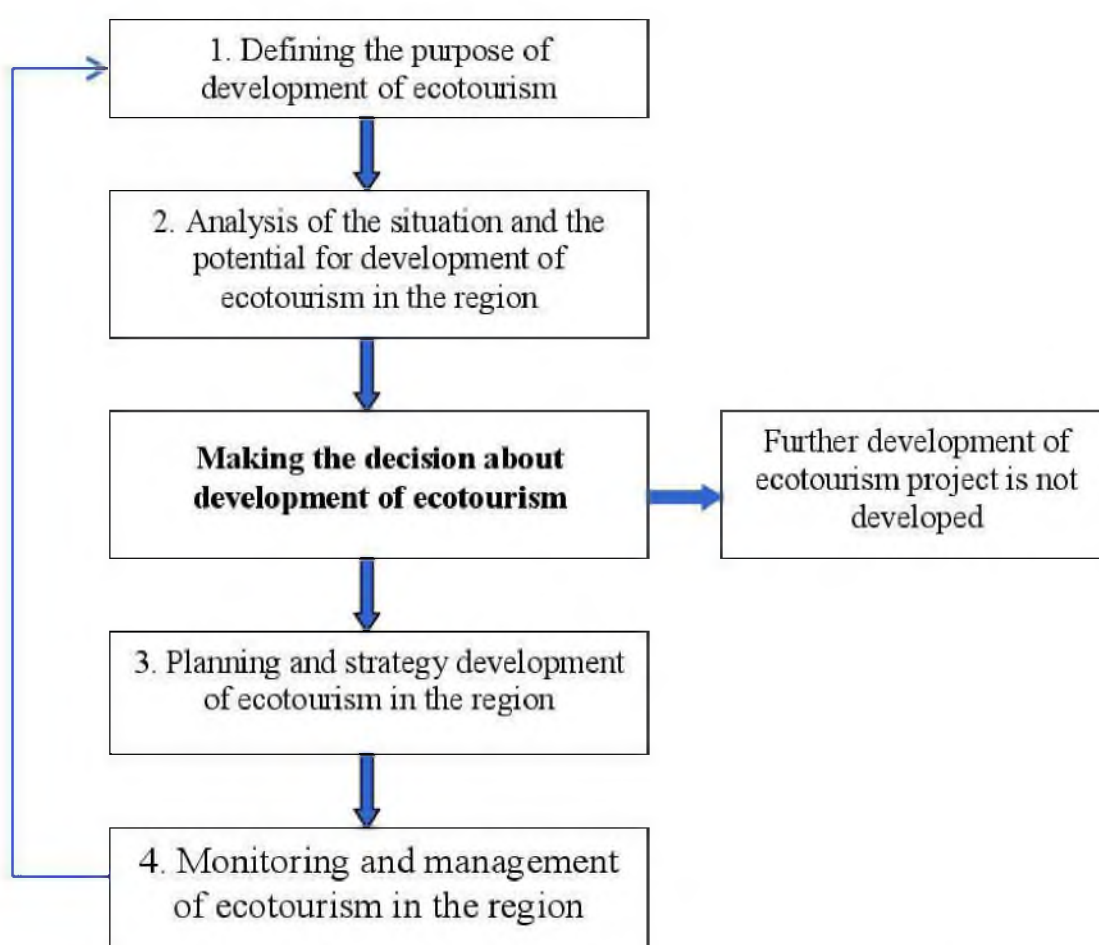 1. Defining the purpose of
development of ecotourism
2. Analysis of the situation and the
potential for development of
ecotourism in the region
Making the decision about
development of ecotourism
Further development of
ecotourism project is not
developed
3. Planning and strategy development
of ecotourism in the region
4. Monitoring and management
of ecotourism in the region